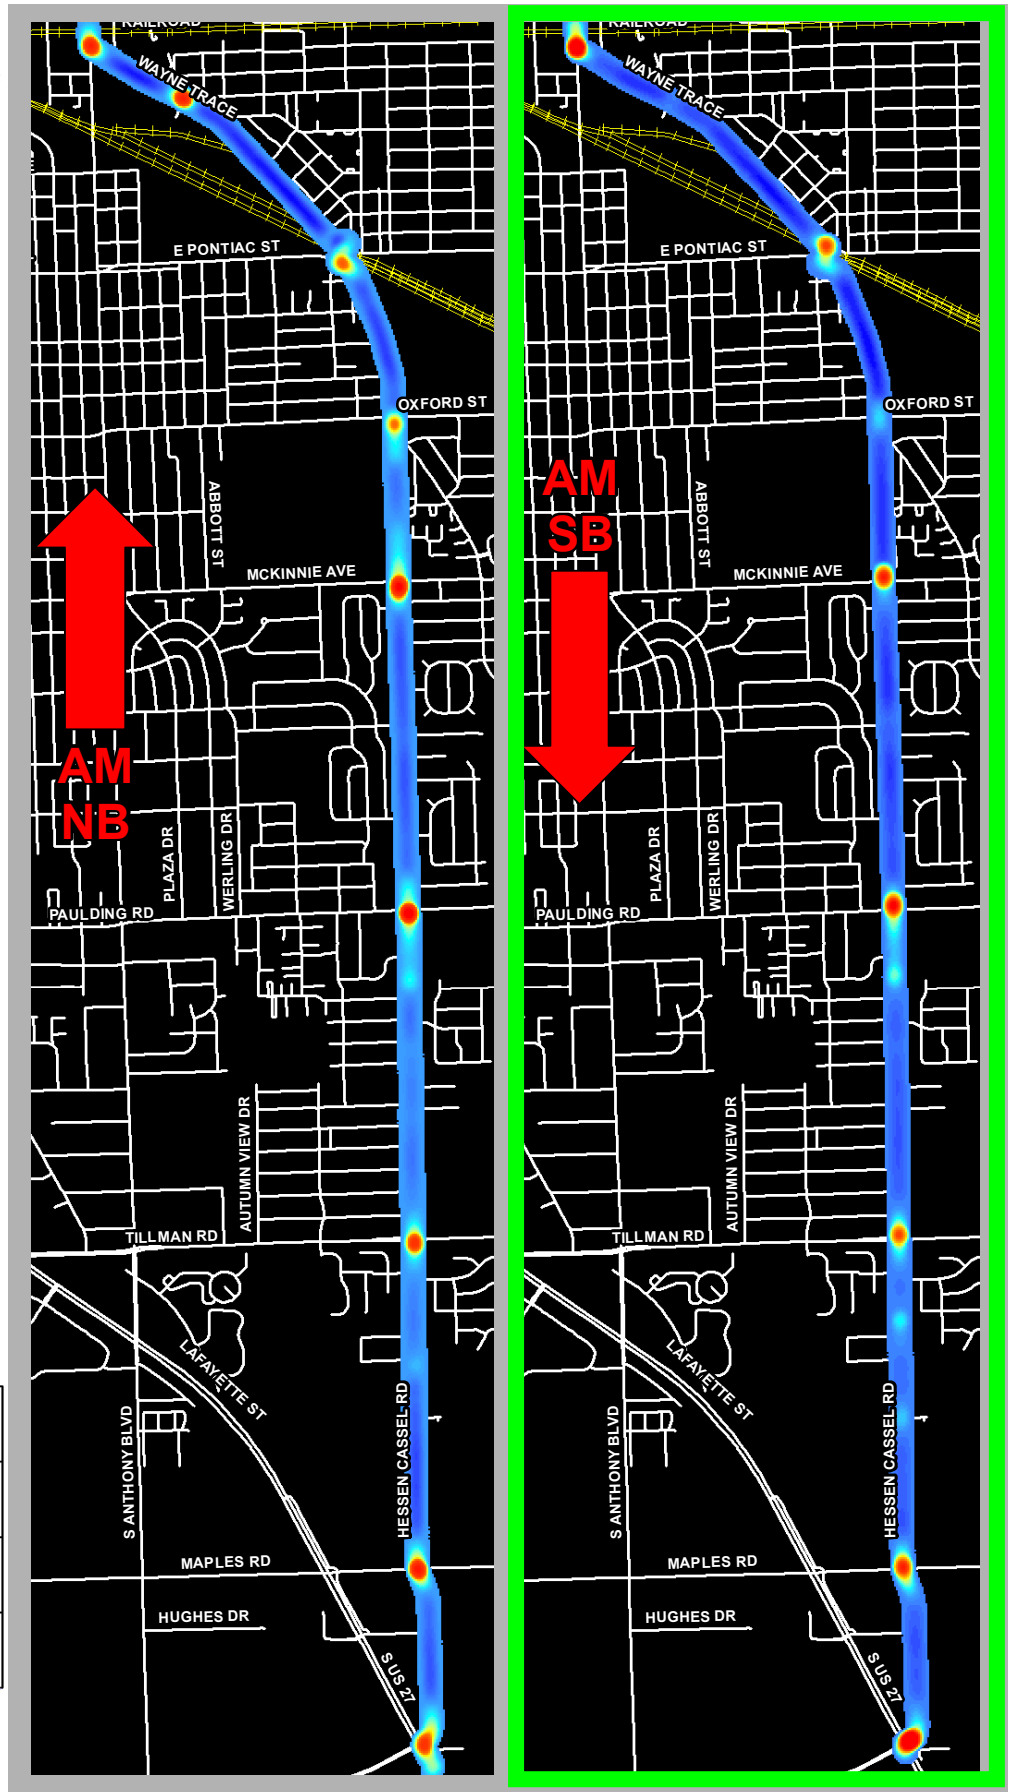 RAILROAD
WAYNE TRACE
E PONTIAC ST
OXFORD ST
ABBOTT ST
MCKINNIE AVE
AM
NB
PLAZA DR
WERLING DR
PAULDING RD
AUTUMN VIEW DR
TILLMAN RD
LAFAYETTE ST
HESSEN CASSEL RD
S ANTHONY BLVD
MAPLES RD
HUGHES DR
S US 27
RAILROAD
WAYNE TRACE
E PONTIAC ST
OXFORD ST
AM
SB
ABBOTT ST
MCKINNIE AVE
PLAZA DR
WERLING DR
PAULDING RD
AUTUMN VIEW DR
TILLMAN RD
LAFAYETTE ST
HESSEN CASSEL RD
S ANTHONY BLVD
MAPLES RD
HUGHES DR
S US 27